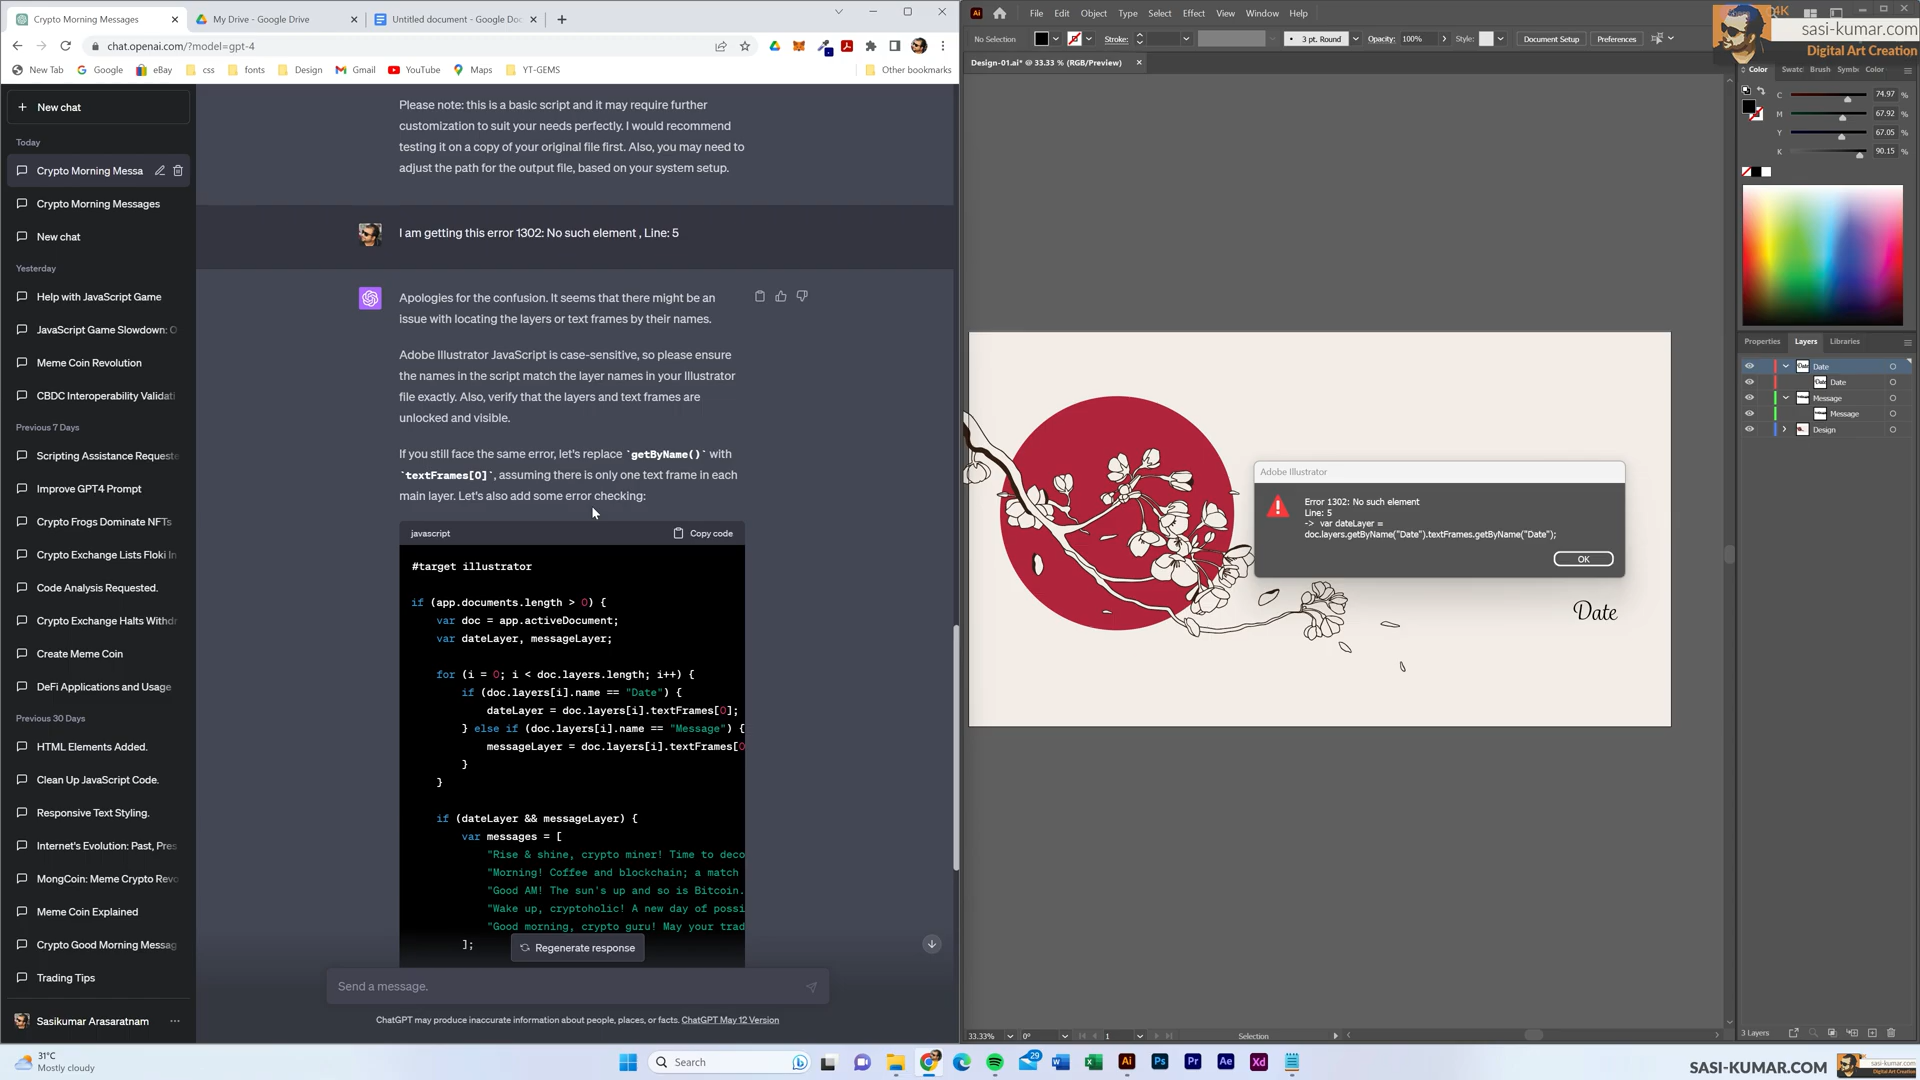 Crypto Morning Messages
My Drive - Google Drive
Untitled document - Google Doc
chat.openai.com/?model=gpt-4
New Tab
Google
eBay
css
fonts
Design
Gmail
YouTube
Maps
YT-GEMS
Other bookmarks
New chat
Today
Crypto Morning Messa
Crypto Morning Messages
New chat
Yesterday
Help with JavaScript Game
JavaScript Game Slowdown: O
Meme Coin Revolution
CBDC Interoperability Validati
Previous 7 Days
Scripting Assistance Requeste
Improve GPT4 Prompt
Crypto Frogs Dominate NFTs
Crypto Exchange Lists Floki In
Code Analysis Requested.
Crypto Exchange Halts Withdr
Create Meme Coin
DeFi Applications and Usage
Previous 30 Days
HTML Elements Added.
Clean Up JavaScript Code.
Responsive Text Styling.
Internet's Evolution: Past, Pres
MongCoin: Meme Crypto Revo
Meme Coin Explained
Crypto Good Morning Messag
Trading Tips
Sasikumar Arasaratnam
Please note: this is a basic script and it may require further
customization to suit your needs perfectly. I would recommend
testing it on a copy of your original file first. Also, you may need to
adjust the path for the output file, based on your system setup.
I am getting this error 1302: No such element , Line: 5
Apologies for the confusion. It seems that there might be an
issue with locating the layers or text frames by their names.
Adobe Illustrator JavaScript is case-sensitive, so please ensure
the names in the script match the layer names in your Illustrator
file exactly. Also, verify that the layers and text frames are
unlocked and visible.
If you still face the same error, let's replace `getByName()` with
`textFrames[0]`, assuming there is only one text frame in each
main layer. Let's also add some error checking:
javascript
Copy code
#target illustrator
if (app.documents.length > 0) {
var doc = app.activeDocument;
var dateLayer, messageLayer;
for (i = 0; i < doc.layers.length; i++) {
if (doc.layers[i].name == "Date") {
dateLayer = doc.layers[i].textFrames[0];
} else if (doc.layers[i].name == "Message") {
messageLayer = doc.layers[i].textFrames[0
}
}
if (dateLayer && messageLayer) {
var messages = [
"Rise & shine, crypto miner! Time to deco
"Morning! Coffee and blockchain; a match
"Good AM! The sun's up and so is Bitcoin.
"Wake up, cryptoholic! A new day of possi
"Good morning, crypto guru! May your trad
];
Regenerate response
Send a message.
ChatGPT may produce inaccurate information about people, places, or facts. ChatGPT May 12 Version
Ai
File
Edit
Object
Type
Select
Effect
View
Window
Help
No Selection
Stroke:
3 pt. Round
Opacity:
100%
Style:
Document Setup
Preferences
Design-01.ai* @ 33.33 % (RGB/Preview)
4K
sasi-kumar.com
Digital Art Creation
Color
Swatc
Brush
Symb
Color
C
74.97
%
M
67.92
%
Y
67.05
%
K
90.15
%
Properties
Layers
Libraries
Date
Date
Message
Message
Design
Adobe Illustrator
Error 1302: No such element
Line: 5
-> var dateLayer =
doc.layers.getByName("Date").textFrames.getByName("Date");
OK
Date
33.33%
0°
1
Selection
3 Layers
31°C
Mostly cloudy
Search
29
Ai
Ps
Pr
Ae
Xd
SASI-KUMAR.COM